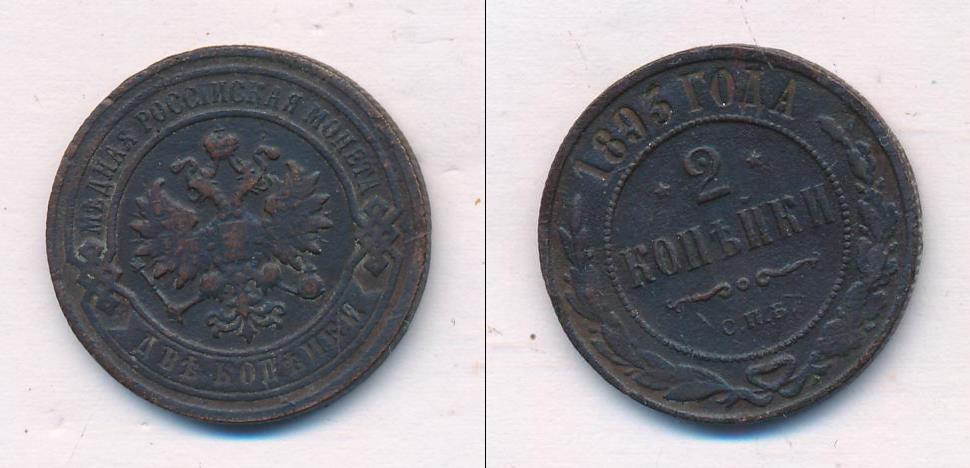 МѢДНАЯ РОССІЙСКАЯ МОНЕТА
ДВѢ КОПѢЙКИ
1893 ГОДА
2
КОПѢЙКИ
С.П.Б.